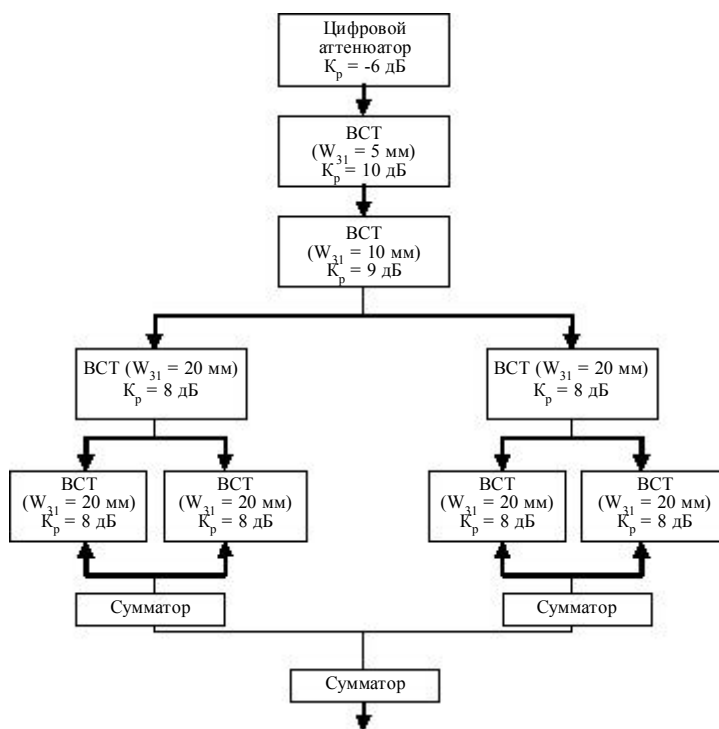 Цифровой
аттенюатор
Kр = -6 дБ
ВСТ
(W31 = 5 мм)
Kр = 10 дБ
ВСТ
(W31 = 10 мм)
Kр = 9 дБ
ВСТ (W31 = 20 мм)
Kр = 8 дБ
ВСТ (W31 = 20 мм)
Kр = 8 дБ
ВСТ
(W31 = 20 мм)
Kр = 8 дБ
ВСТ
(W31 = 20 мм)
Kр = 8 дБ
ВСТ
(W31 = 20 мм)
Kр = 8 дБ
ВСТ
(W31 = 20 мм)
Kр = 8 дБ
Сумматор
Сумматор
Сумматор